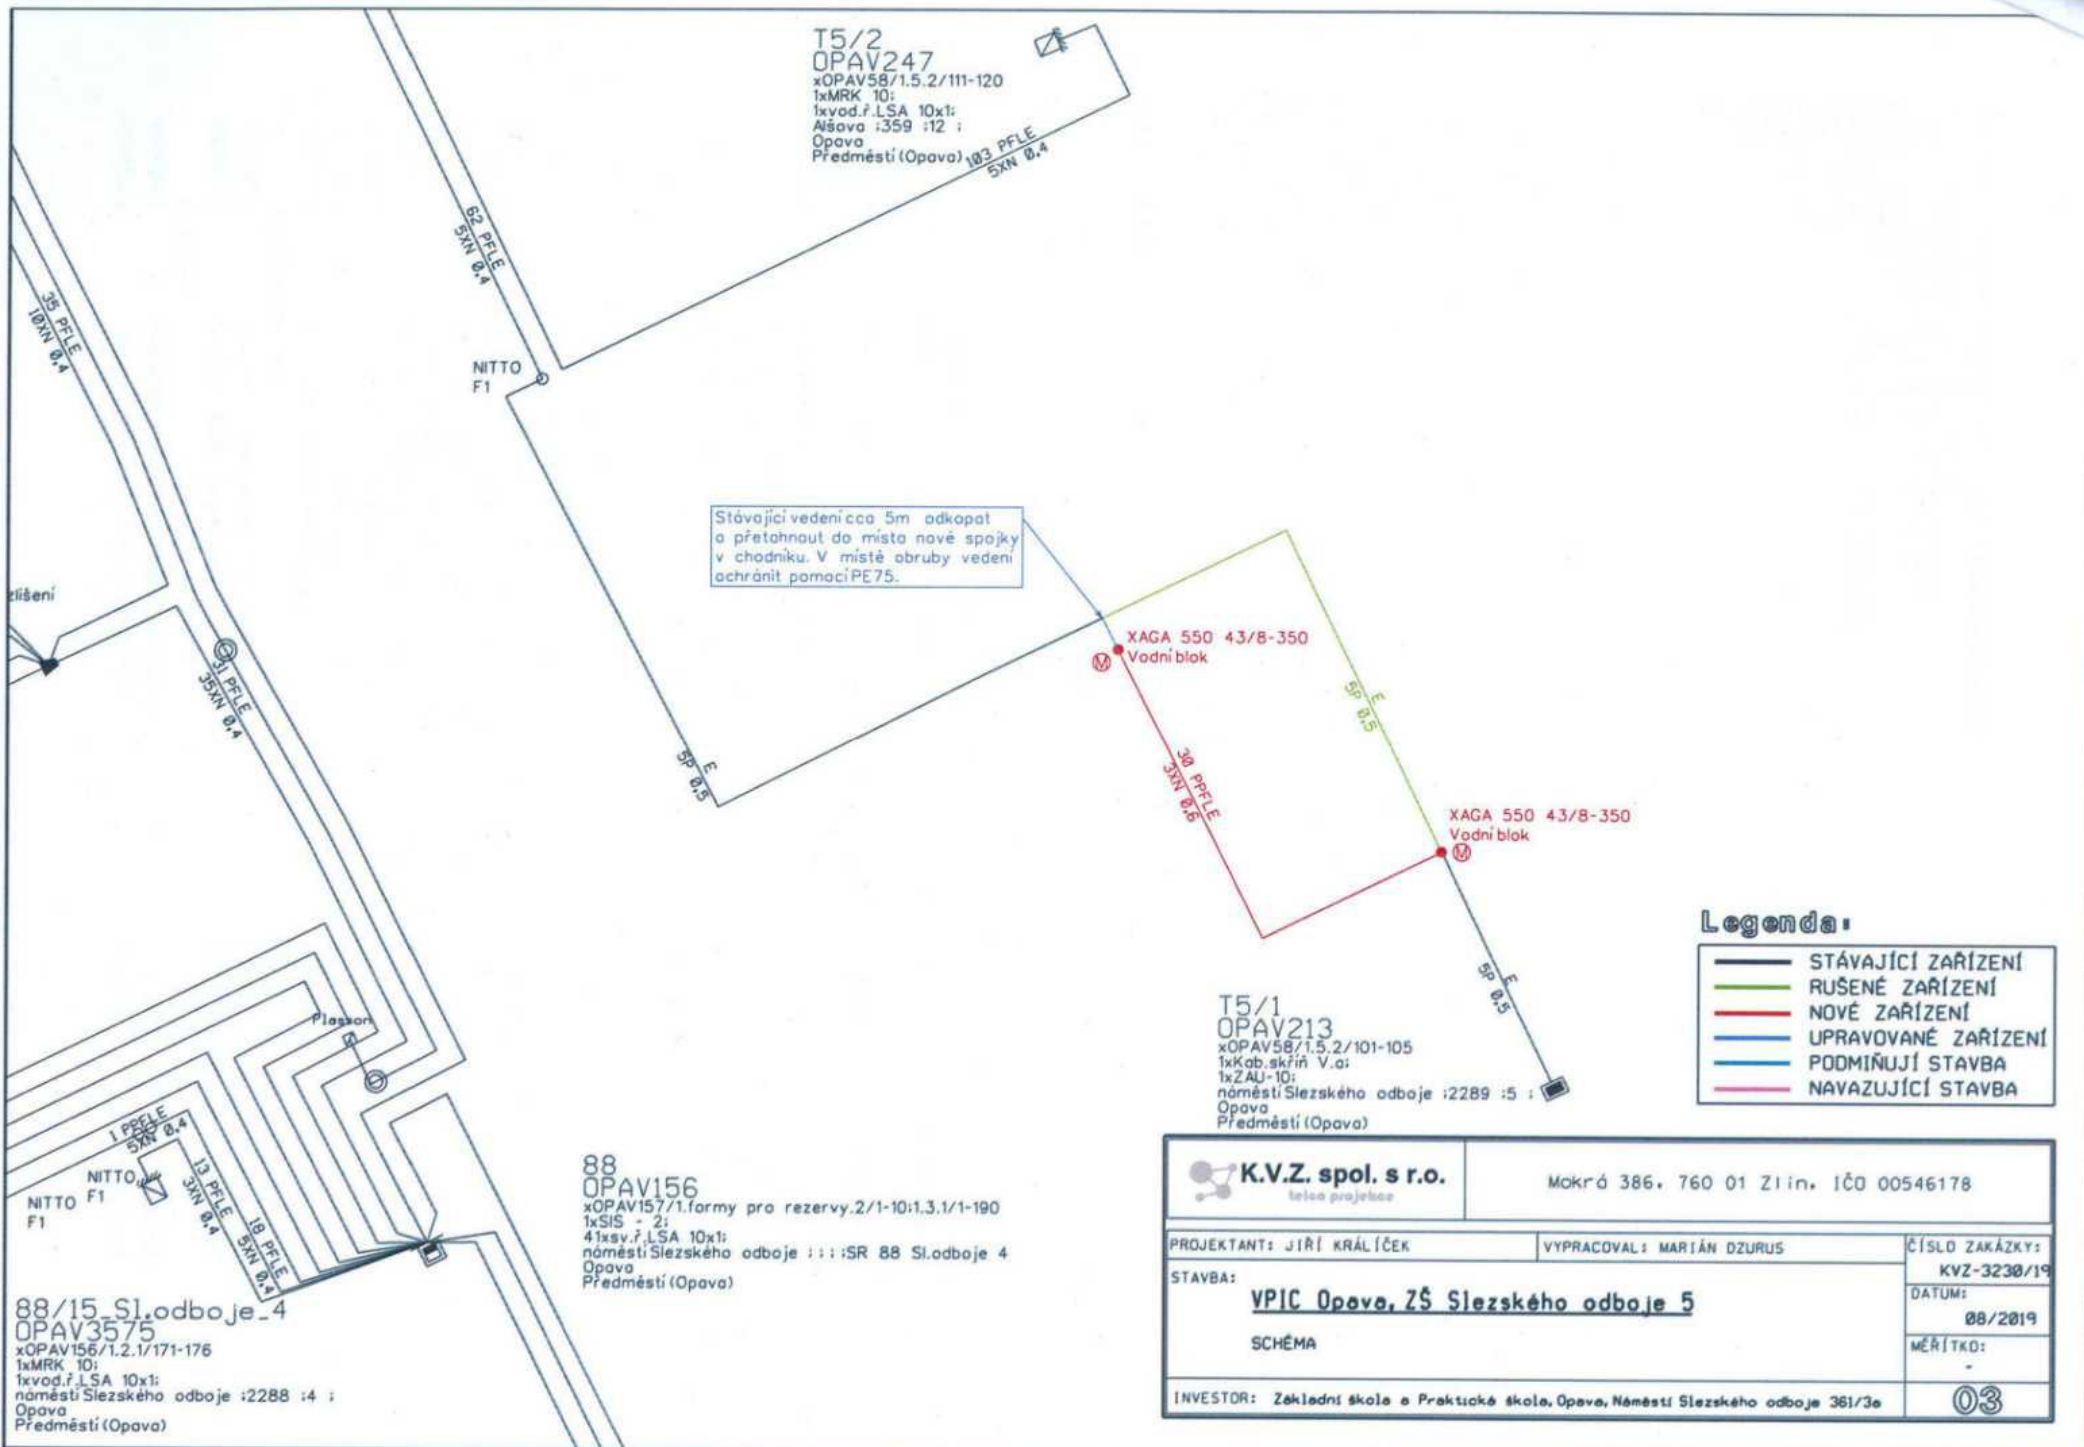 T5/2
OPAV247
xOPAV58/1.5.2/111-120
1xMRK 10;
1xvod.ř.LSA 10x1;
Alšova ;359 ;12 ;
Opava
Předměstí (Opava)
103 PFLE
5XN 0,4
62 PFLE
5XN 0,4
35 PFLE
10XN 0,4
NITTO
F1
Stávající vedení cca 5m odkopat
a přetáhnout do místa nové spojky
v chodníku. V místě obruby vedení
ochránit pomocí PE75.
zlišení
31 PFLE
35XN 0,4
XAGA 550 43/8-350
Vodní blok
M
E
5P 0,5
E
5P 0,5
30 PPFLE
3XN 0,6
XAGA 550 43/8-350
Vodní blok
M
E
5P 0,5
Legenda:
STÁVAJÍCÍ ZAŘÍZENÍ
RUŠENÉ ZAŘÍZENÍ
NOVÉ ZAŘÍZENÍ
UPRAVOVANÉ ZAŘÍZENÍ
PODMIŇUJÍ STAVBA
NAVAZUJÍCÍ STAVBA
T5/1
OPAV213
xOPAV58/1.5.2/101-105
1xKab.skříň V.a;
1xZAU-10;
náměstí Slezského odboje ;2289 ;5 ;
Opava
Předměstí (Opava)
Plasson
1 PFLE
5XN 0,4
NITTO
F1
NITTO
F1
13 PFLE
3XN 0,4
18 PFLE
5XN 0,4
88
OPAV156
xOPAV157/1.formy pro rezervy.2/1-10;1.3.1/1-190
1xSIS - 2;
41xsv.ř.LSA 10x1;
náměstí Slezského odboje ;;;;SR 88 Sl.odboje 4
Opava
Předměstí (Opava)
88/15_Sl.odboje_4
OPAV3575
xOPAV156/1.2.1/171-176
1xMRK 10;
1xvod.ř.LSA 10x1;
náměstí Slezského odboje ;2288 ;4 ;
Opava
Předměstí (Opava)
K.V.Z. spol. s r.o.
telco projekce
Mokrá 386, 760 01 Zlín, IČO 00546178
PROJEKTANT: JIŘÍ KRÁLÍČEK
VYPRACOVAL: MARIÁN DZURUS
ČÍSLO ZAKÁZKY:
KVZ-3230/19
STAVBA:
VPIC Opava, ZŠ Slezského odboje 5
SCHÉMA
DATUM:
08/2019
MĚŘÍTKO:
-
INVESTOR: Základní škola a Praktická škola, Opava, Náměstí Slezského odboje 361/3a
03